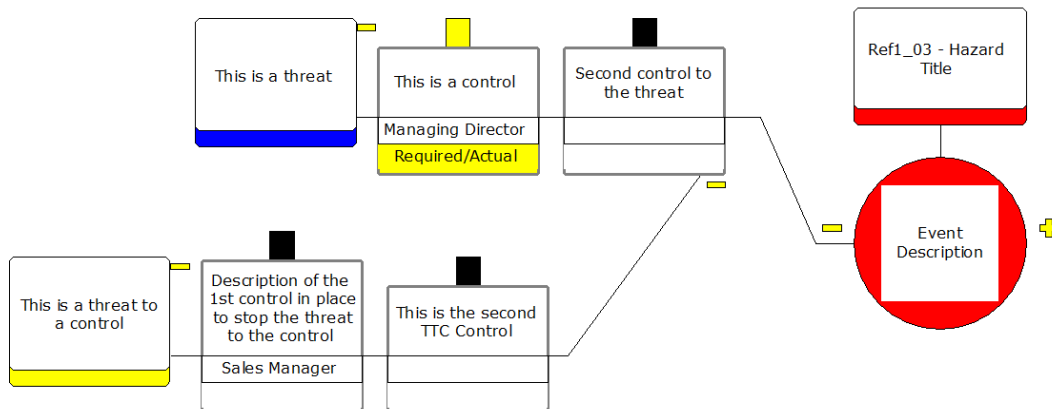 This is a threat
This is a control
Managing Director
Required/Actual
Second control to
the threat
Ref1_03 - Hazard
Title
Event
Description
This is a threat to
a control
Description of the
1st control in place
to stop the threat
to the control
Sales Manager
This is the second
TTC Control